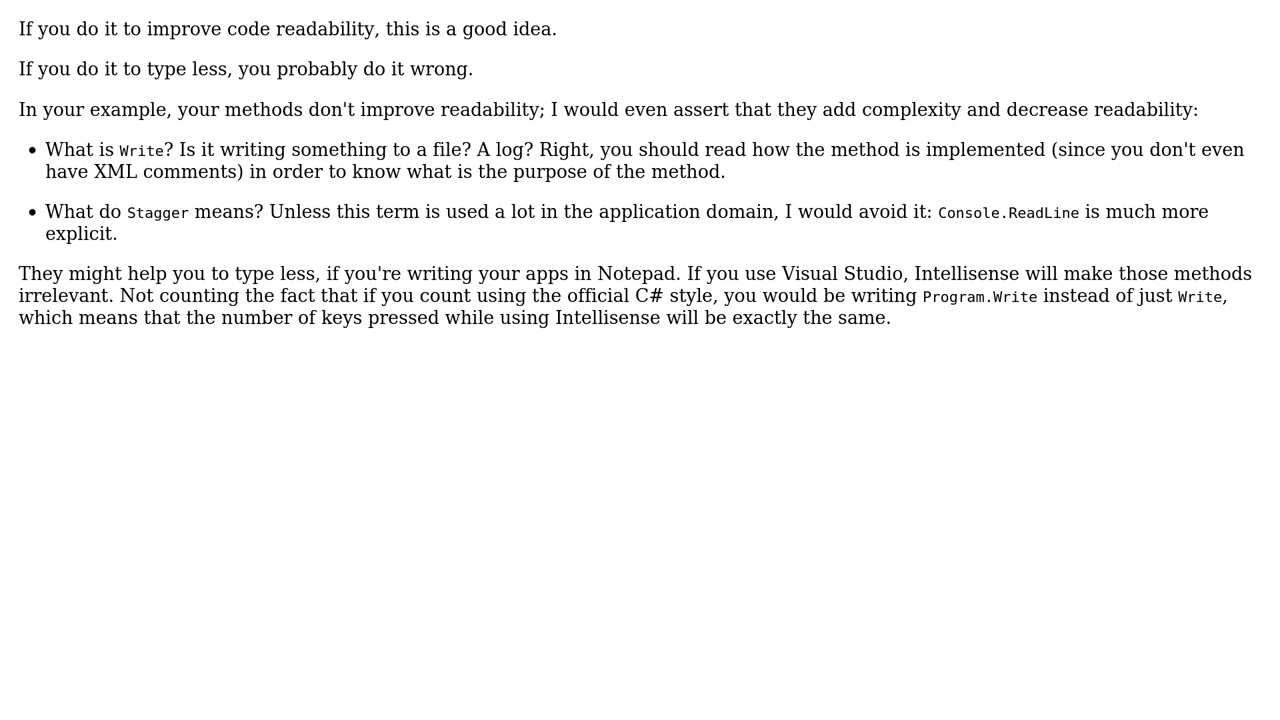 If you do it to improve code readability, this is a good idea.
If you do it to type less, you probably do it wrong.
In your example, your methods don't improve readability; I would even assert that they add complexity and decrease readability:
• What is Write? Is it writing something to a file? A log? Right, you should read how the method is implemented (since you don't even
have XML comments) in order to know what is the purpose of the method.
• What do Stagger means? Unless this term is used a lot in the application domain, I would avoid it: Console.ReadLine is much more
explicit.
They might help you to type less, if you're writing your apps in Notepad. If you use Visual Studio, Intellisense will make those methods
irrelevant. Not counting the fact that if you count using the official C# style, you would be writing Program.Write instead of just Write,
which means that the number of keys pressed while using Intellisense will be exactly the same.